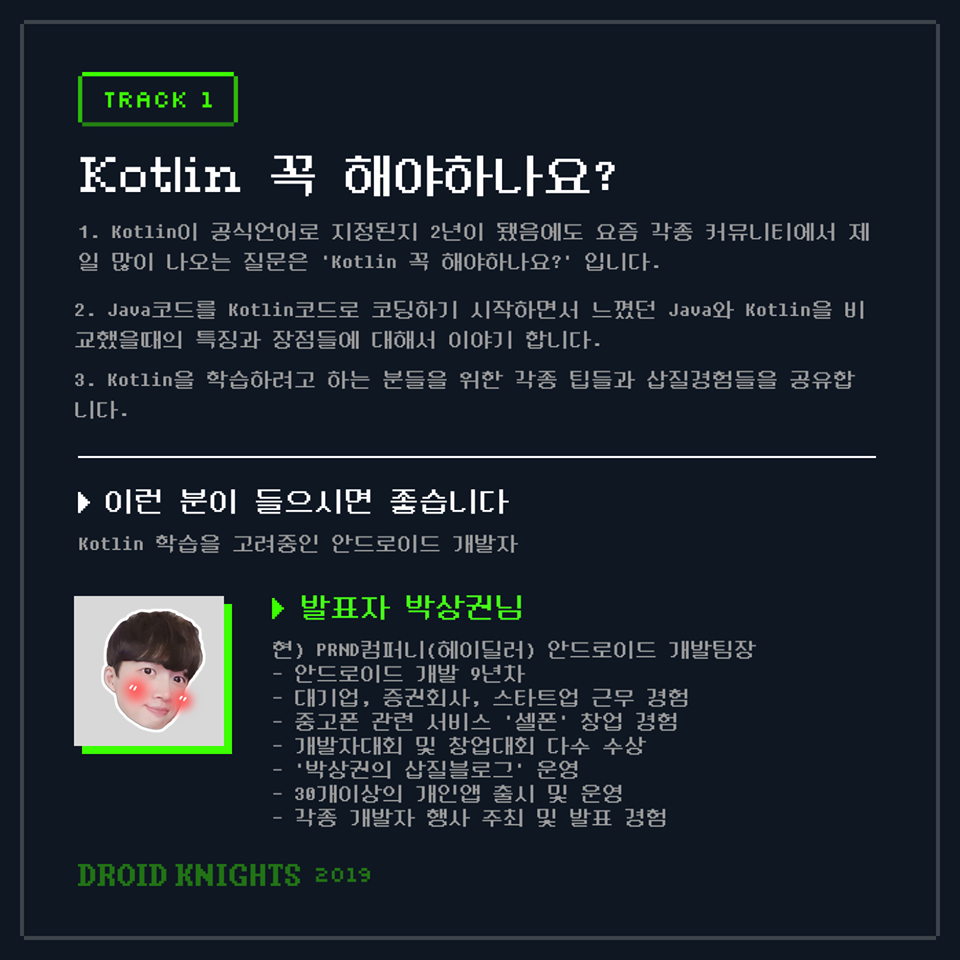 TRACK 1
Kotlin 꼭 해야하나요?
1. Kotlin이 공식언어로 지정된지 2년이 됐음에도 요즘 각종 커뮤니티에서 제
일 많이 나오는 질문은 'Kotlin 꼭 해야하나요?' 입니다.
2. Java코드를 Kotlin코드로 코딩하기 시작하면서 느꼈던 Java와 Kotlin을 비
교했을때의 특징과 장점들에 대해서 이야기 합니다.
3. Kotlin을 학습하려고 하는 분들을 위한 각종 팁들과 삽질경험들을 공유합
니다.
이런 분이 들으시면 좋습니다
Kotlin 학습을 고려중인 안드로이드 개발자
발표자 박상권님
현) PRND컴퍼니(헤이딜러) 안드로이드 개발팀장
- 안드로이드 개발 9년차
- 대기업, 증권회사, 스타트업 근무 경험
- 중고폰 관련 서비스 '셀폰' 창업 경험
- 개발자대회 및 창업대회 다수 수상
- '박상권의 삽질블로그' 운영
- 30개이상의 개인앱 출시 및 운영
- 각종 개발자 행사 주최 및 발표 경험
DROID KNIGHTS 2019